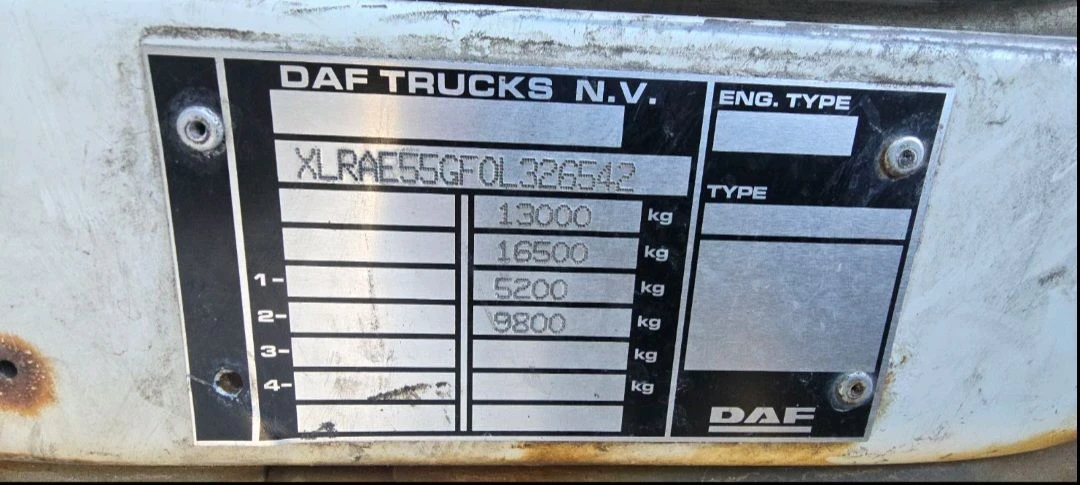 DAF TRUCKS N.V.
ENG. TYPE
XLRAE55GF0L326542
TYPE
13000 kg
16500 kg
1- 5200 kg
2- 9800 kg
3- kg
4- kg
DAF